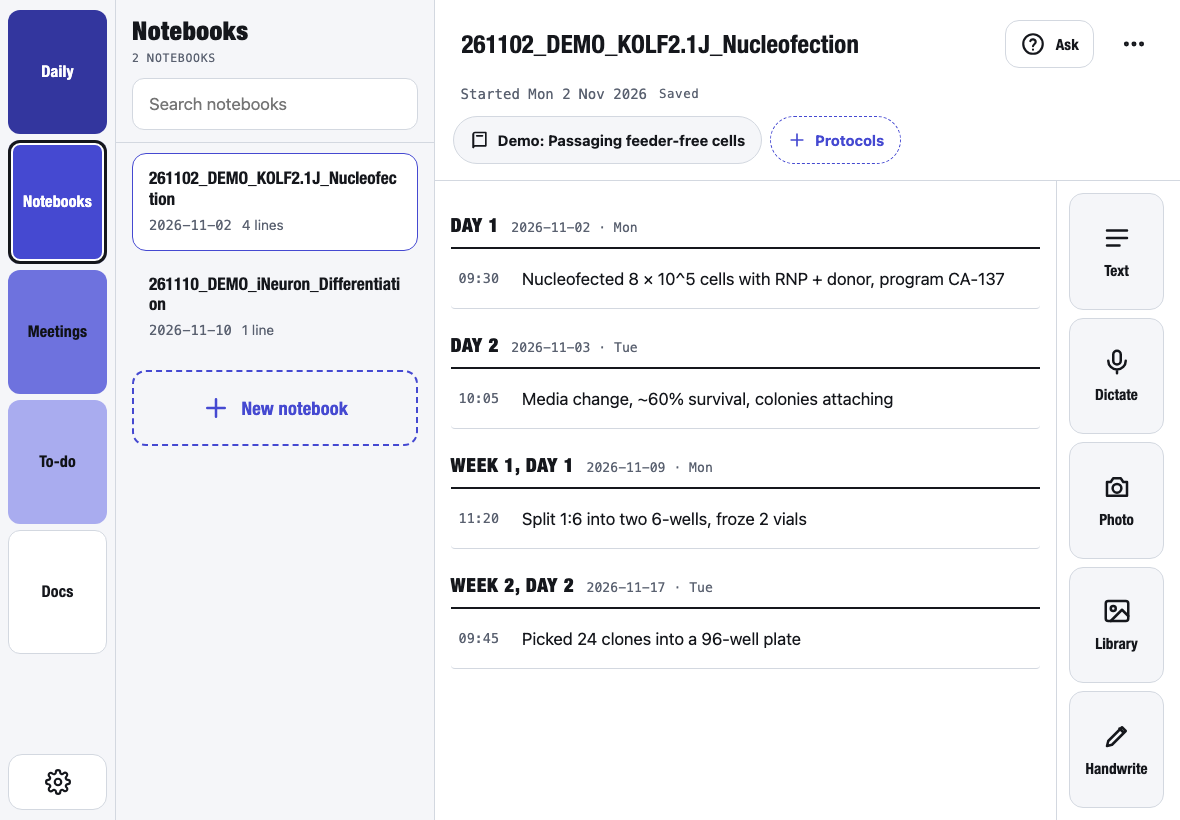 Daily
Notebooks
Meetings
To-do
Docs
Notebooks
2 NOTEBOOKS
Search notebooks
261102_DEMO_KOLF2.1J_Nucleofec
tion
2026-11-02 4 lines
261110_DEMO_iNeuron_Differentiati
on
2026-11-10 1 line
+ New notebook
261102_DEMO_KOLF2.1J_Nucleofection
? Ask
Started Mon 2 Nov 2026 Saved
Demo: Passaging feeder-free cells
+ Protocols
DAY 1 2026-11-02 · Mon
09:30 Nucleofected 8 × 10^5 cells with RNP + donor, program CA-137
DAY 2 2026-11-03 · Tue
10:05 Media change, ~60% survival, colonies attaching
WEEK 1, DAY 1 2026-11-09 · Mon
11:20 Split 1:6 into two 6-wells, froze 2 vials
WEEK 2, DAY 2 2026-11-17 · Tue
09:45 Picked 24 clones into a 96-well plate
Text
Dictate
Photo
Library
Handwrite